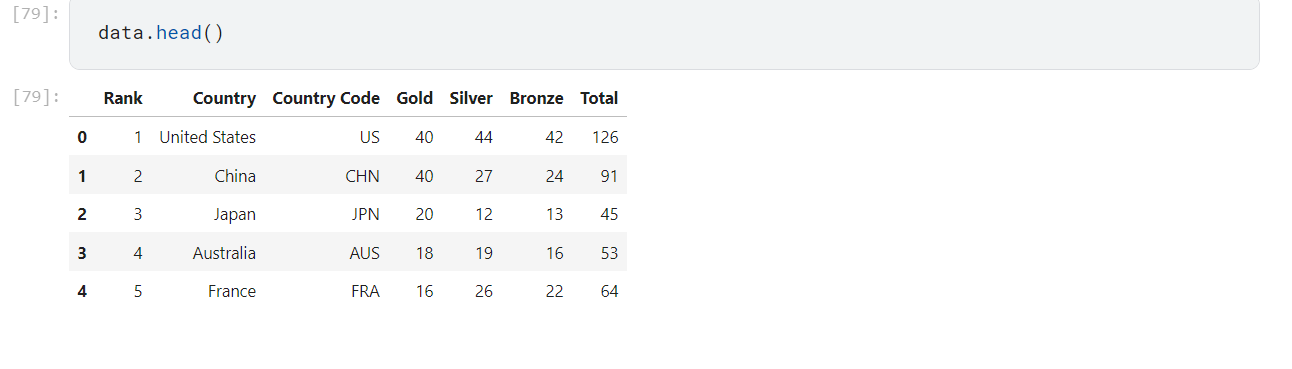 [79]:
data.head()
[79]:
Rank Country Country Code Gold Silver Bronze Total
0 1 United States US 40 44 42 126
1 2 China CHN 40 27 24 91
2 3 Japan JPN 20 12 13 45
3 4 Australia AUS 18 19 16 53
4 5 France FRA 16 26 22 64